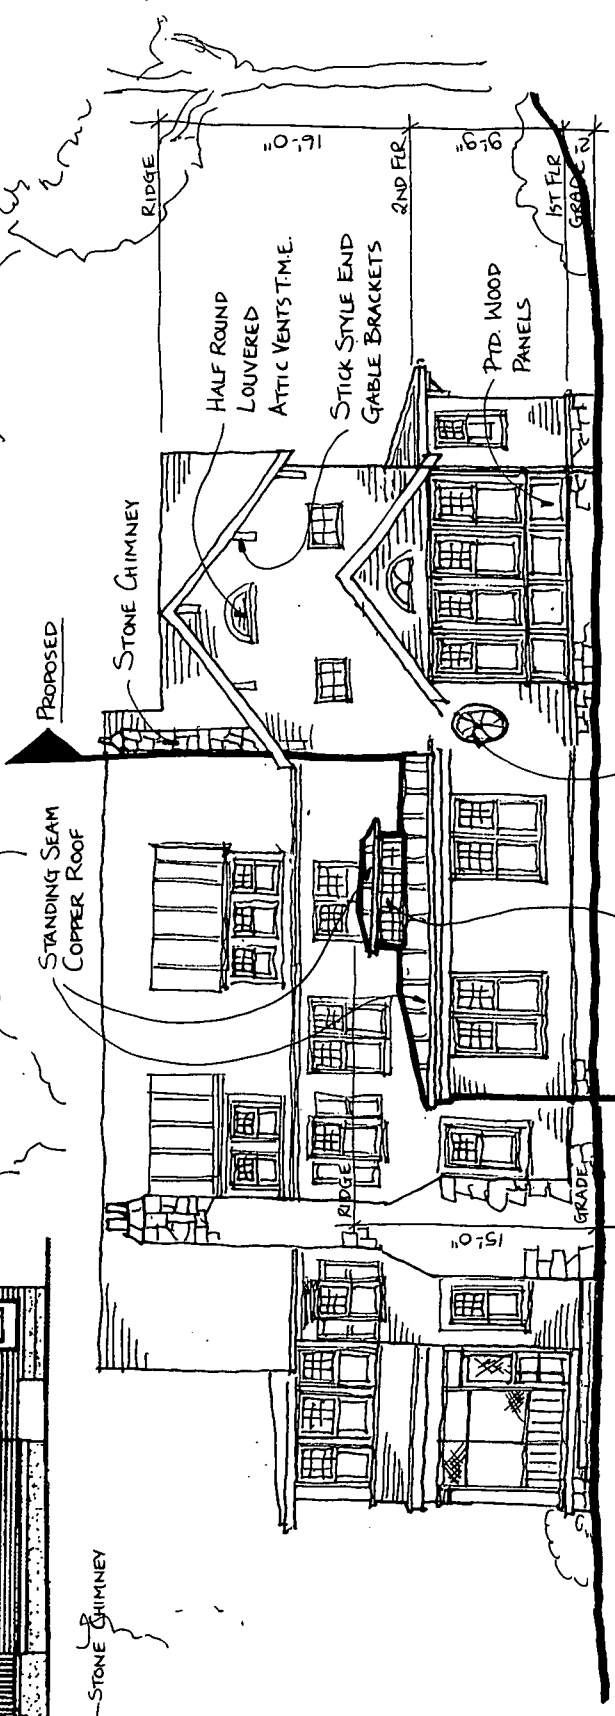 PROPOSED
STONE CHIMNEY
STANDING SEAM
COPPER ROOF
HALF ROUND
LOUVERED
ATTIC VENTS T.M.E.
STICK STYLE END
GABLE BRACKETS
PTD. WOOD
PANELS
RIDGE
16'-0"
2ND FLR
9'-9"
1ST FLR
GRADE
2'
RIDGE
15'-0"
GRADE
STONE CHIMNEY